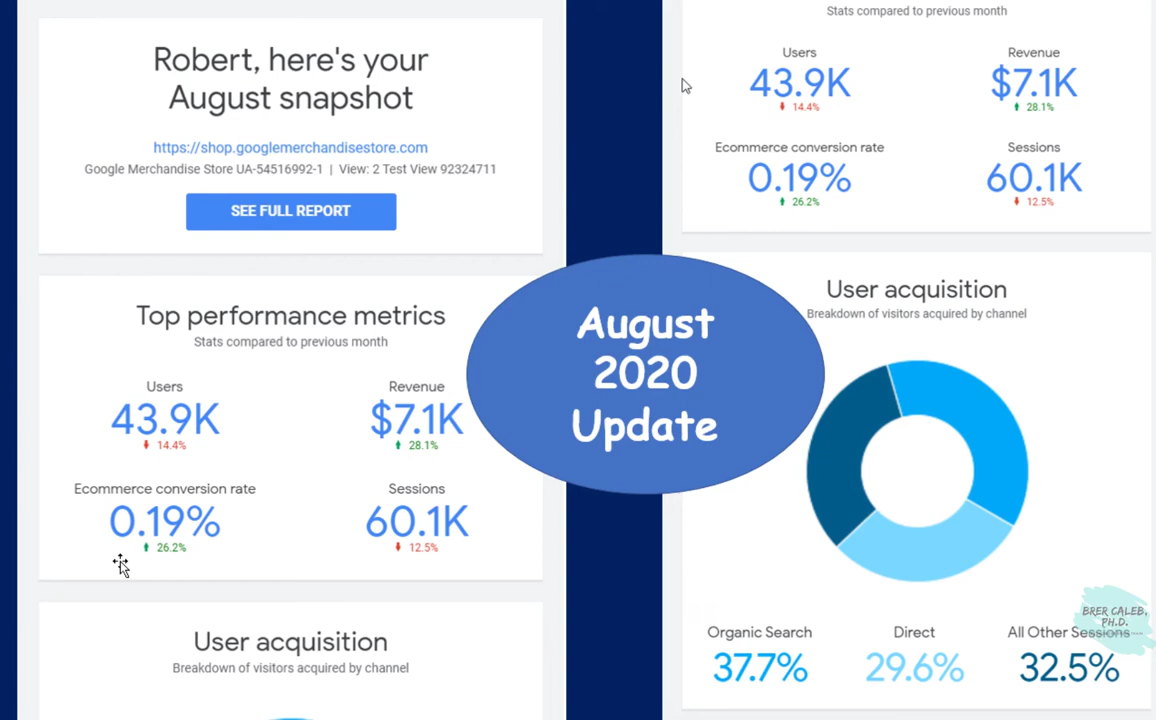 Robert, here's your
August snapshot
https://shop.googlemerchandisestore.com
Google Merchandise Store UA-54516992-1 | View: 2 Test View 92324711
SEE FULL REPORT
Top performance metrics
Stats compared to previous month
Users
Revenue
43.9K
$7.1K
14.4%
28.1%
Ecommerce conversion rate
Sessions
0.19%
60.1K
26.2%
12.5%
User acquisition
Breakdown of visitors acquired by channel
August
2020
Update
Stats compared to previous month
Users
Revenue
43.9K
$7.1K
14.4%
28.1%
Ecommerce conversion rate
Sessions
0.19%
60.1K
26.2%
12.5%
User acquisition
Breakdown of visitors acquired by channel
Organic Search
Direct
All Other Sessions
37.7%
29.6%
32.5%
BRER CALEB,
PH.D.